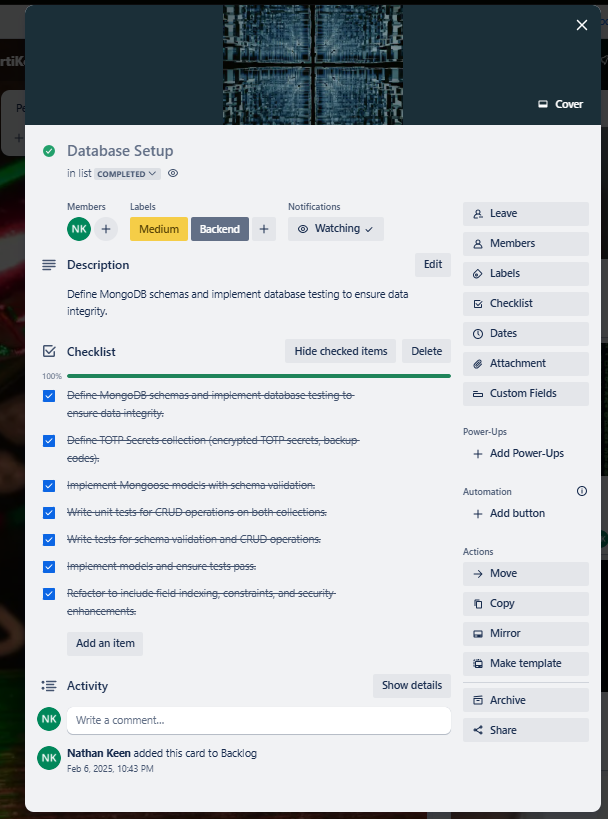 Cover
Database Setup
in list COMPLETED
Members
Labels
Notifications
NK
Medium
Backend
Watching
Description
Edit
Define MongoDB schemas and implement database testing to ensure data
integrity.
Checklist
Hide checked items
Delete
100%
Define MongoDB schemas and implement database testing to
ensure data integrity.
Define TOTP Secrets collection (encrypted TOTP secrets, backup
codes).
Implement Mongoose models with schema validation.
Write unit tests for CRUD operations on both collections.
Write tests for schema validation and CRUD operations.
Implement models and ensure tests pass.
Refactor to include field indexing, constraints, and security
enhancements.
Add an item
Activity
Show details
NK
Write a comment...
NK
Nathan Keen added this card to Backlog
Feb 6, 2025, 10:43 PM
Leave
Members
Labels
Checklist
Dates
Attachment
Custom Fields
Power-Ups
Add Power-Ups
Automation
Add button
Actions
Move
Copy
Mirror
Make template
Archive
Share